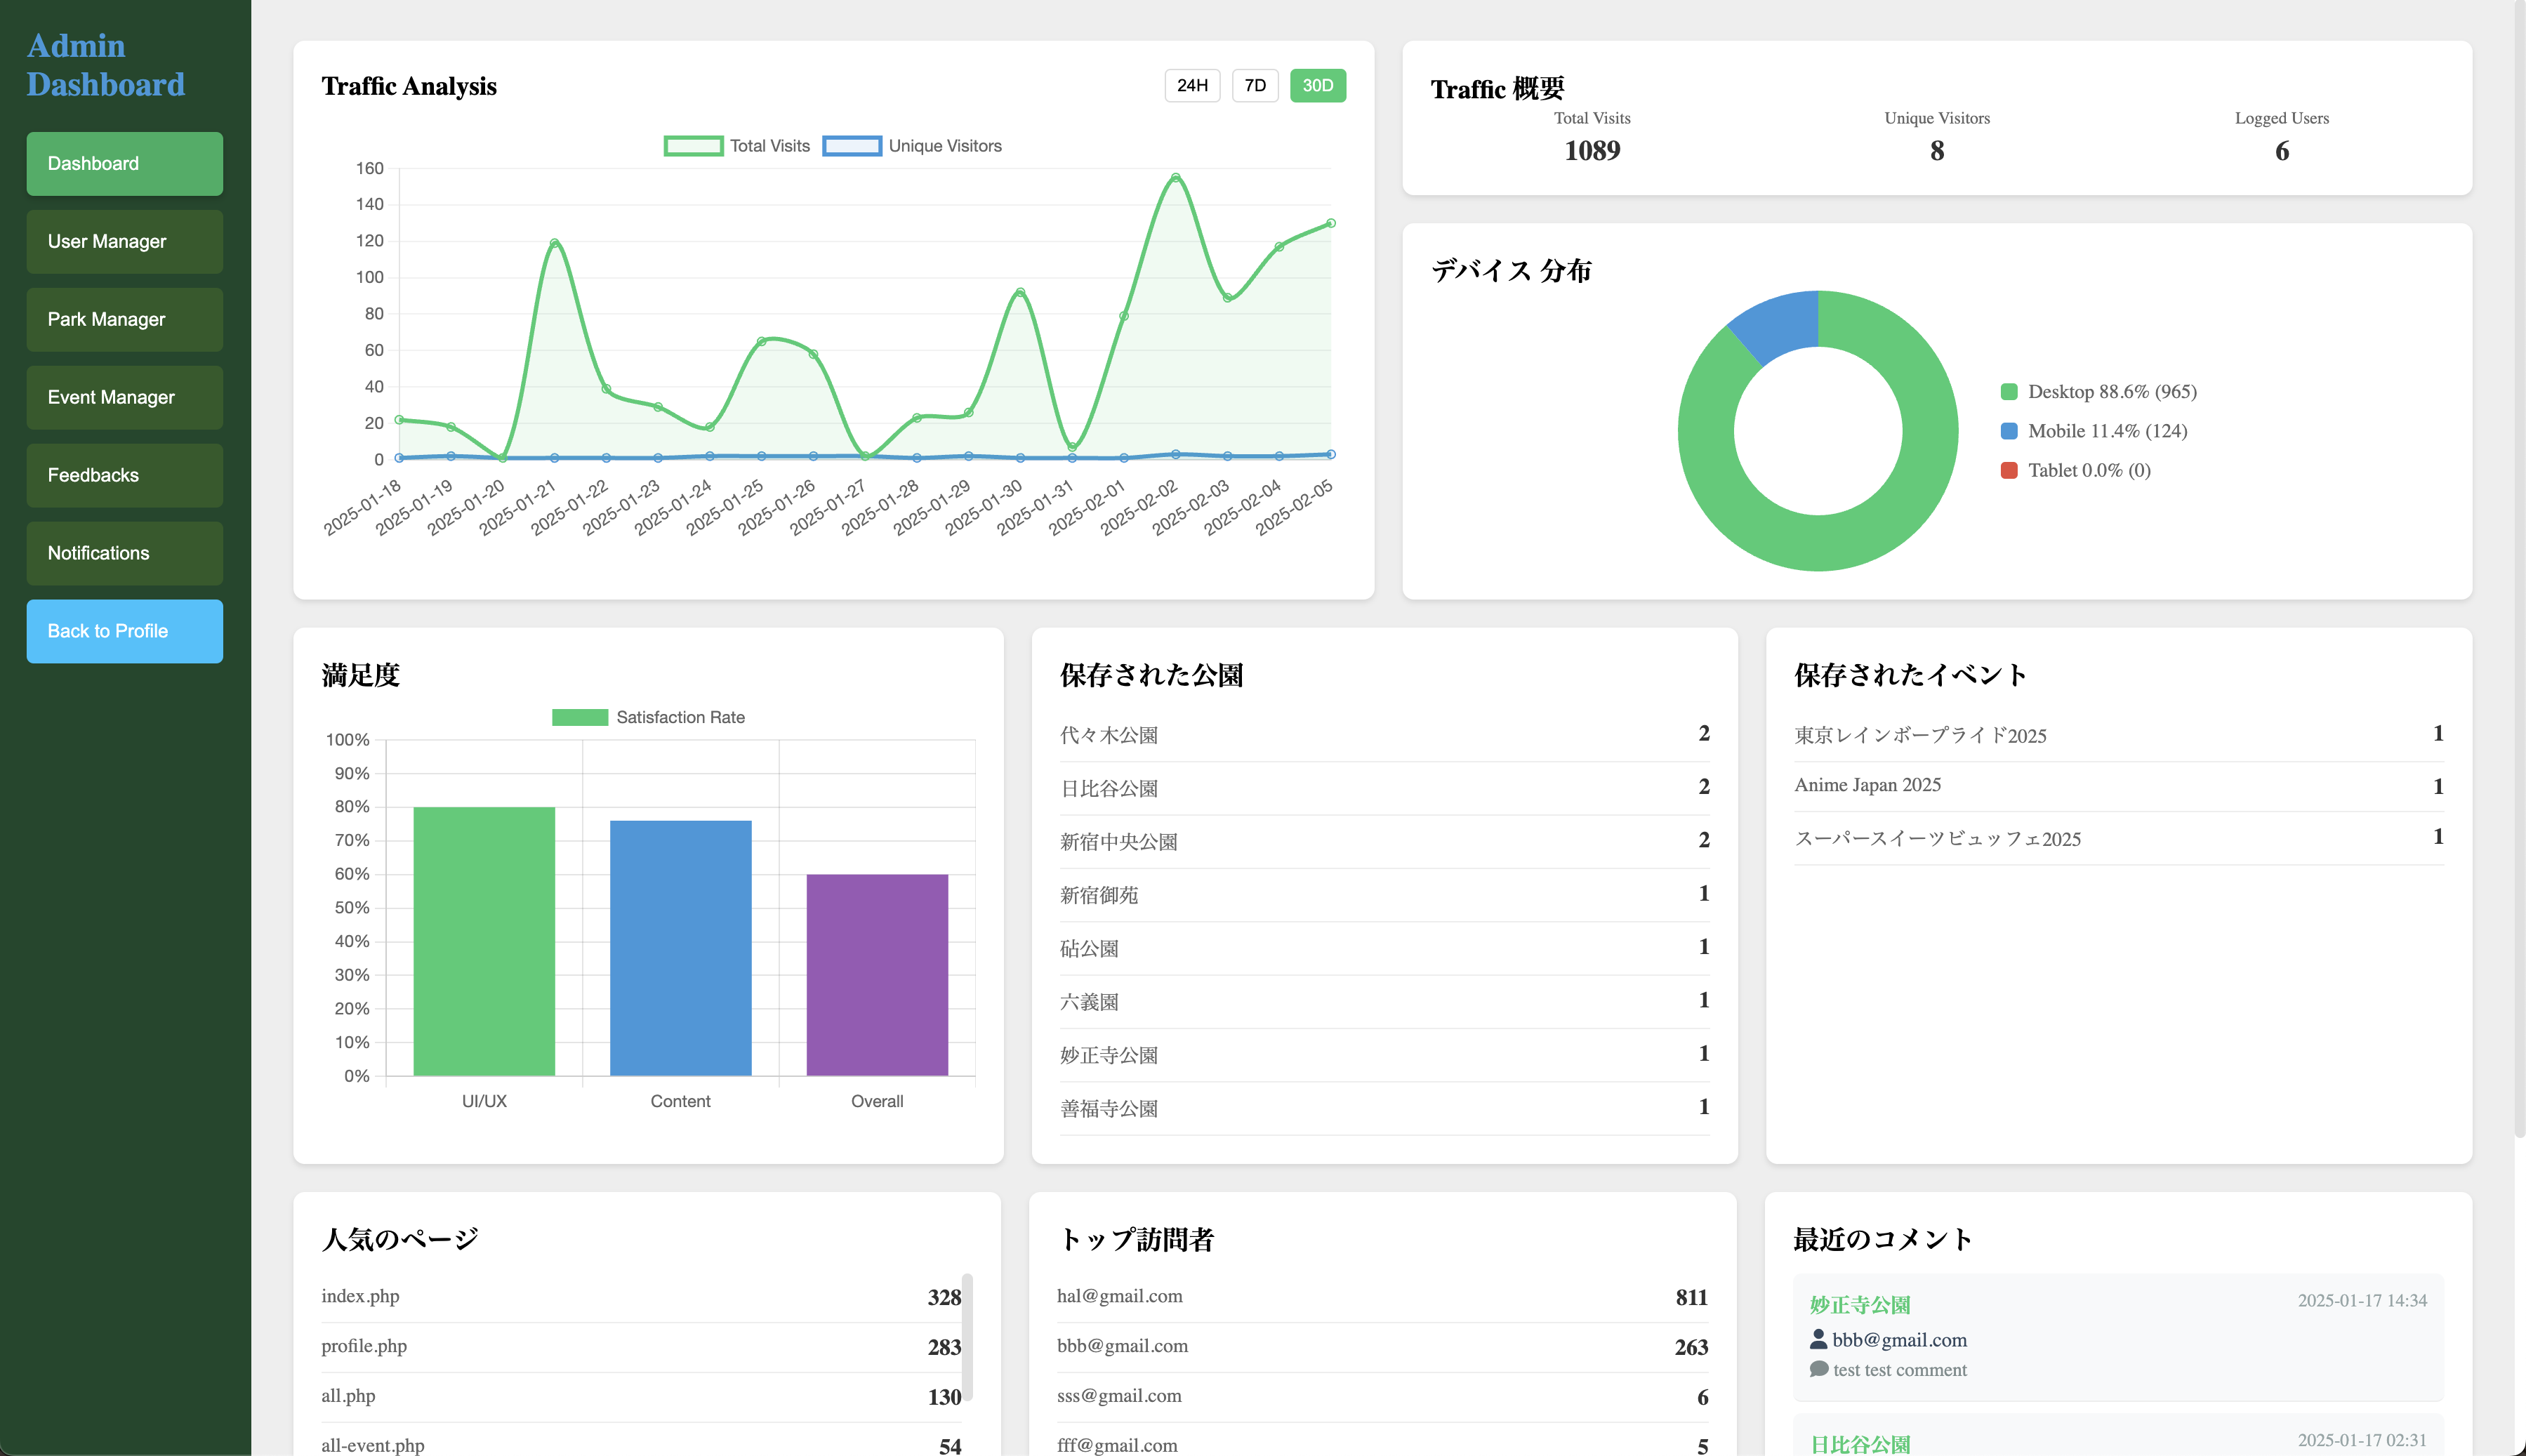 Admin
Dashboard
Dashboard
User Manager
Park Manager
Event Manager
Feedbacks
Notifications
Back to Profile
Traffic Analysis
24H 7D 30D
Total Visits Unique Visitors
160
140
120
100
80
60
40
20
0
2025-01-18 2025-01-19 2025-01-20 2025-01-21 2025-01-22 2025-01-23 2025-01-24 2025-01-25 2025-01-26 2025-01-27 2025-01-28 2025-01-29 2025-01-30 2025-01-31 2025-02-01 2025-02-02 2025-02-03 2025-02-04 2025-02-05
Traffic 概要
Total Visits Unique Visitors Logged Users
1089 8 6
デバイス 分布
Desktop 88.6% (965)
Mobile 11.4% (124)
Tablet 0.0% (0)
満足度
Satisfaction Rate
100%
90%
80%
70%
60%
50%
40%
30%
20%
10%
0%
UI/UX Content Overall
保存された公園
代々木公園 2
日比谷公園 2
新宿中央公園 2
新宿御苑 1
砧公園 1
六義園 1
妙正寺公園 1
善福寺公園 1
保存されたイベント
東京レインボープライド2025 1
Anime Japan 2025 1
スーパースイーツビュッフェ2025 1
人気のページ
index.php 328
profile.php 283
all.php 130
all-event.php 54
トップ訪問者
hal@gmail.com 811
bbb@gmail.com 263
sss@gmail.com 6
fff@gmail.com 5
最近のコメント
妙正寺公園 2025-01-17 14:34
bbb@gmail.com
test test comment
日比谷公園 2025-01-17 02:31